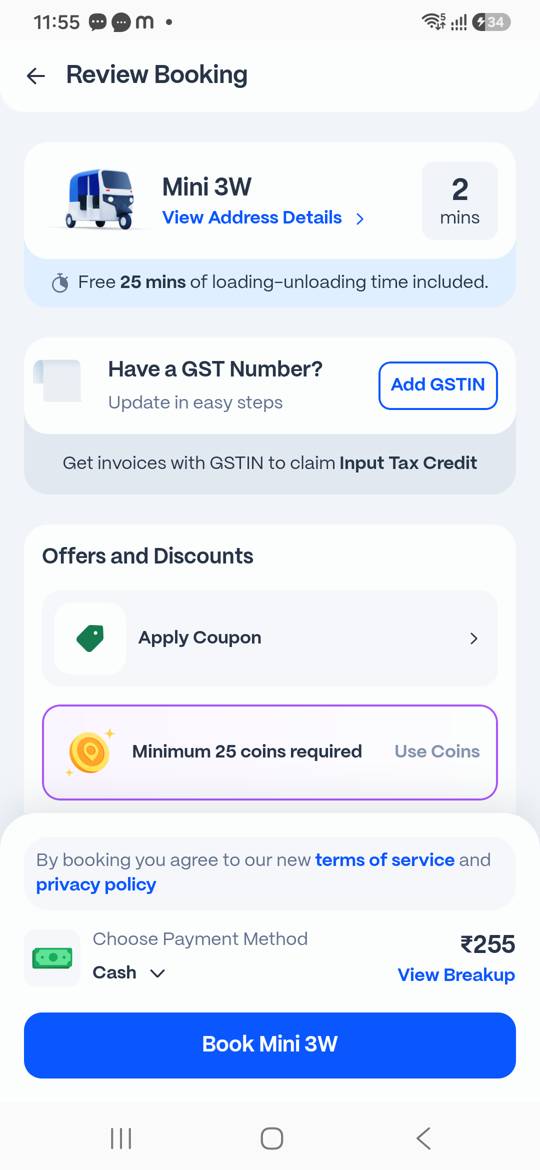 11:55
34
Review Booking
Mini 3W
View Address Details
2
mins
Free 25 mins of loading-unloading time included.
Have a GST Number?
Update in easy steps
Add GSTIN
Get invoices with GSTIN to claim Input Tax Credit
Offers and Discounts
Apply Coupon
Minimum 25 coins required
Use Coins
By booking you agree to our new terms of service and
privacy policy
Choose Payment Method
Cash
₹255
View Breakup
Book Mini 3W